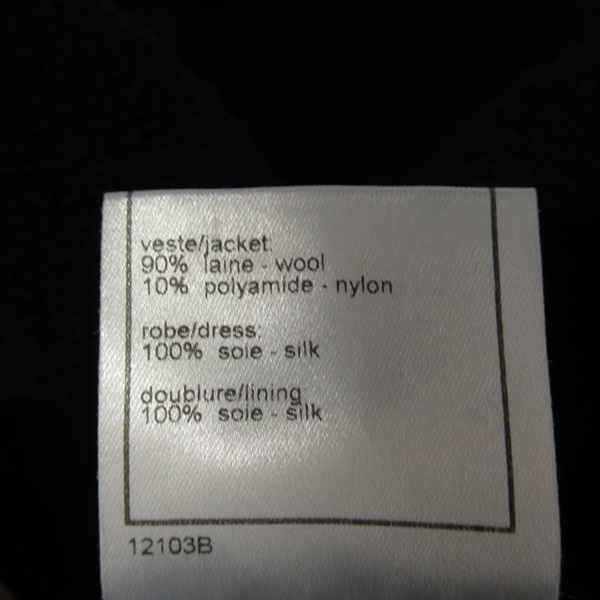 veste/jacket:
90% laine - wool
10% polyamide - nylon
robe/dress:
100% soie - silk
doublure/lining
100% soie - silk
12103B